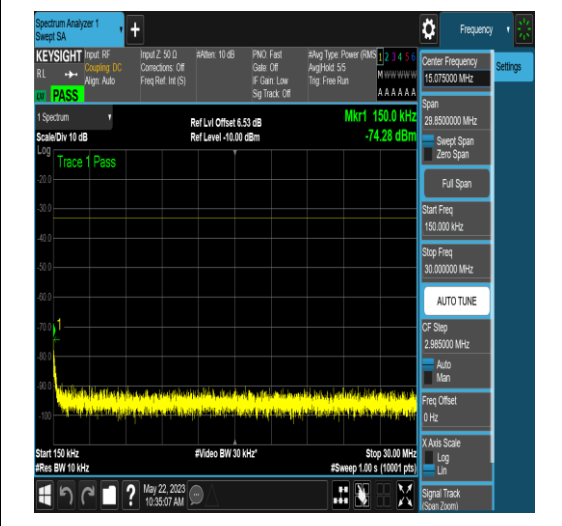 Spectrum Analyzer 1
Swept SA
+
Frequency
KEYSIGHT
RL
PASS
Input: RF
Coupling: DC
Align: Auto
Input Z: 50 Ω
Corrections: Off
Freq Ref: Int (S)
#Atten: 10 dB
PNO: Fast
Gate: Off
IF Gain: Low
Sig Track: Off
#Avg Type: Power (RMS
Avg|Hold: 5/5
Trig: Free Run
1 2 3 4 5 6
M W W W W W
A A A A A A
1 Spectrum
Scale/Div 10 dB
Ref Lvl Offset 6.53 dB
Ref Level -10.00 dBm
Mkr1 150.0 kHz
-74.28 dBm
Log
Trace 1 Pass
-20.0
-30.0
-40.0
-50.0
-60.0
-70.0
1
-80.0
-90.0
-100
Start 150 kHz
#Res BW 10 kHz
#Video BW 30 kHz*
Stop 30.00 MHz
#Sweep 1.00 s (10001 pts)
?
May 22, 2023
10:35:07 AM
Center Frequency
15.075000 MHz
Span
29.8500000 MHz
Swept Span
Zero Span
Full Span
Start Freq
150.000 kHz
Stop Freq
30.000000 MHz
AUTO TUNE
CF Step
2.985000 MHz
Auto
Man
Freq Offset
0 Hz
X Axis Scale
Log
Lin
Signal Track
(Span Zoom)
Settings